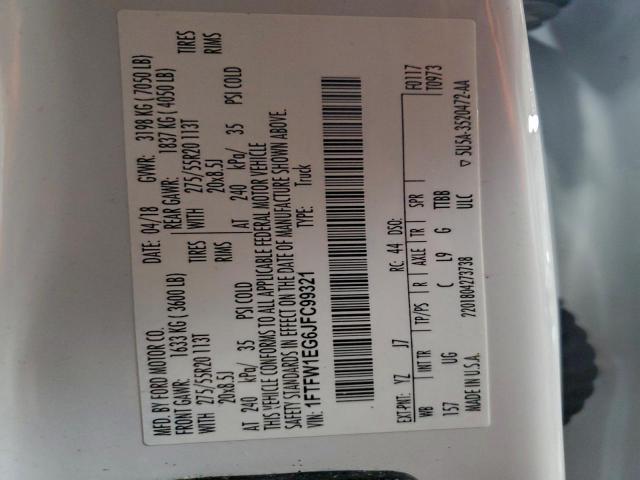 MFD. BY FORD MOTOR CO.
04/18 GVWR: 3198 KG ( 7050 LB)
FRONT GAWR: 1633 KG ( 3600 LB) REAR GAWR: 1837 KG ( 4050 LB)
WITH 275/55R20 113T TIRES WITH 275/55R20 113T TIRES
20x8.5J RIMS 20x8.5J RIMS
AT 240 kPa/ 35 PSI COLD AT 240 kPa/ 35 PSI COLD
THIS VEHICLE CONFORMS TO ALL APPLICABLE FEDERAL MOTOR VEHICLE
SAFETY STANDARDS IN EFFECT ON THE DATE OF MANUFACTURE SHOWN ABOVE.
VIN: 1FTFW1EG6JFC99321 TYPE: Truck
F0117
T0973
EXT PNT: YZ J7 RC: 44 DSO:
WB INT TR TP/PS R AXLE TR SPR
157 UG C L9 G TTBB
2201804273738 ULC
MADE IN U.S.A. ▽ 5U5A-3520472-AA